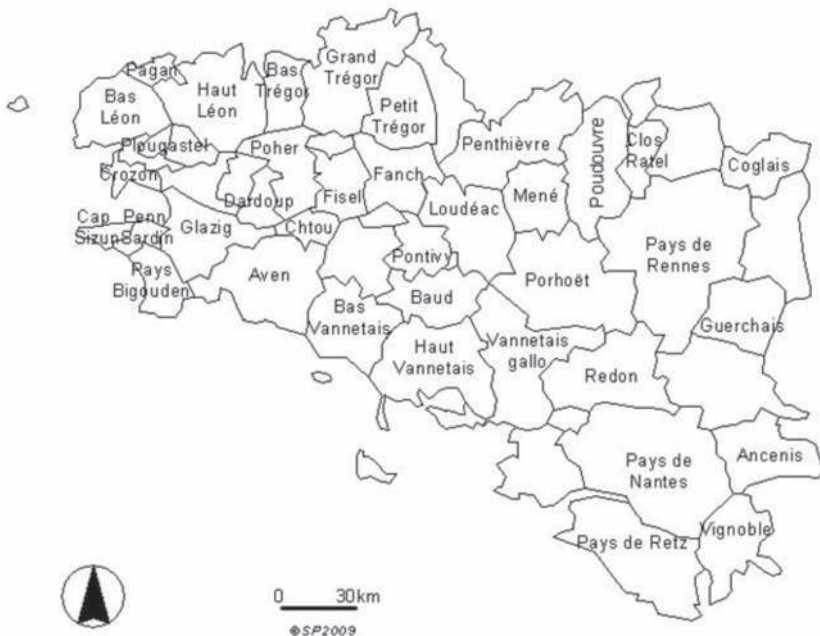 Pagan
Bas
Léon
Haut
Léon
Bas
Trégor
Grand
Trégor
Petit
Trégor
Plougastel
Crozon
Poher
Dardoup
Fisel
Fanch
Penthièvre
Poudouvre
Clos
Ratel
Coglais
Cap
Sizun
Penn
Sardin
Glazig
Chtou
Loudéac
Mené
Pays de
Rennes
Pays
Bigouden
Aven
Pontivy
Porhoët
Bas
Vannetais
Baud
Guerchais
Haut
Vannetais
Vannetais
gallo
Redon
Pays de
Nantes
Ancenis
Pays de Retz
Vignoble
0 30km
©SP2009